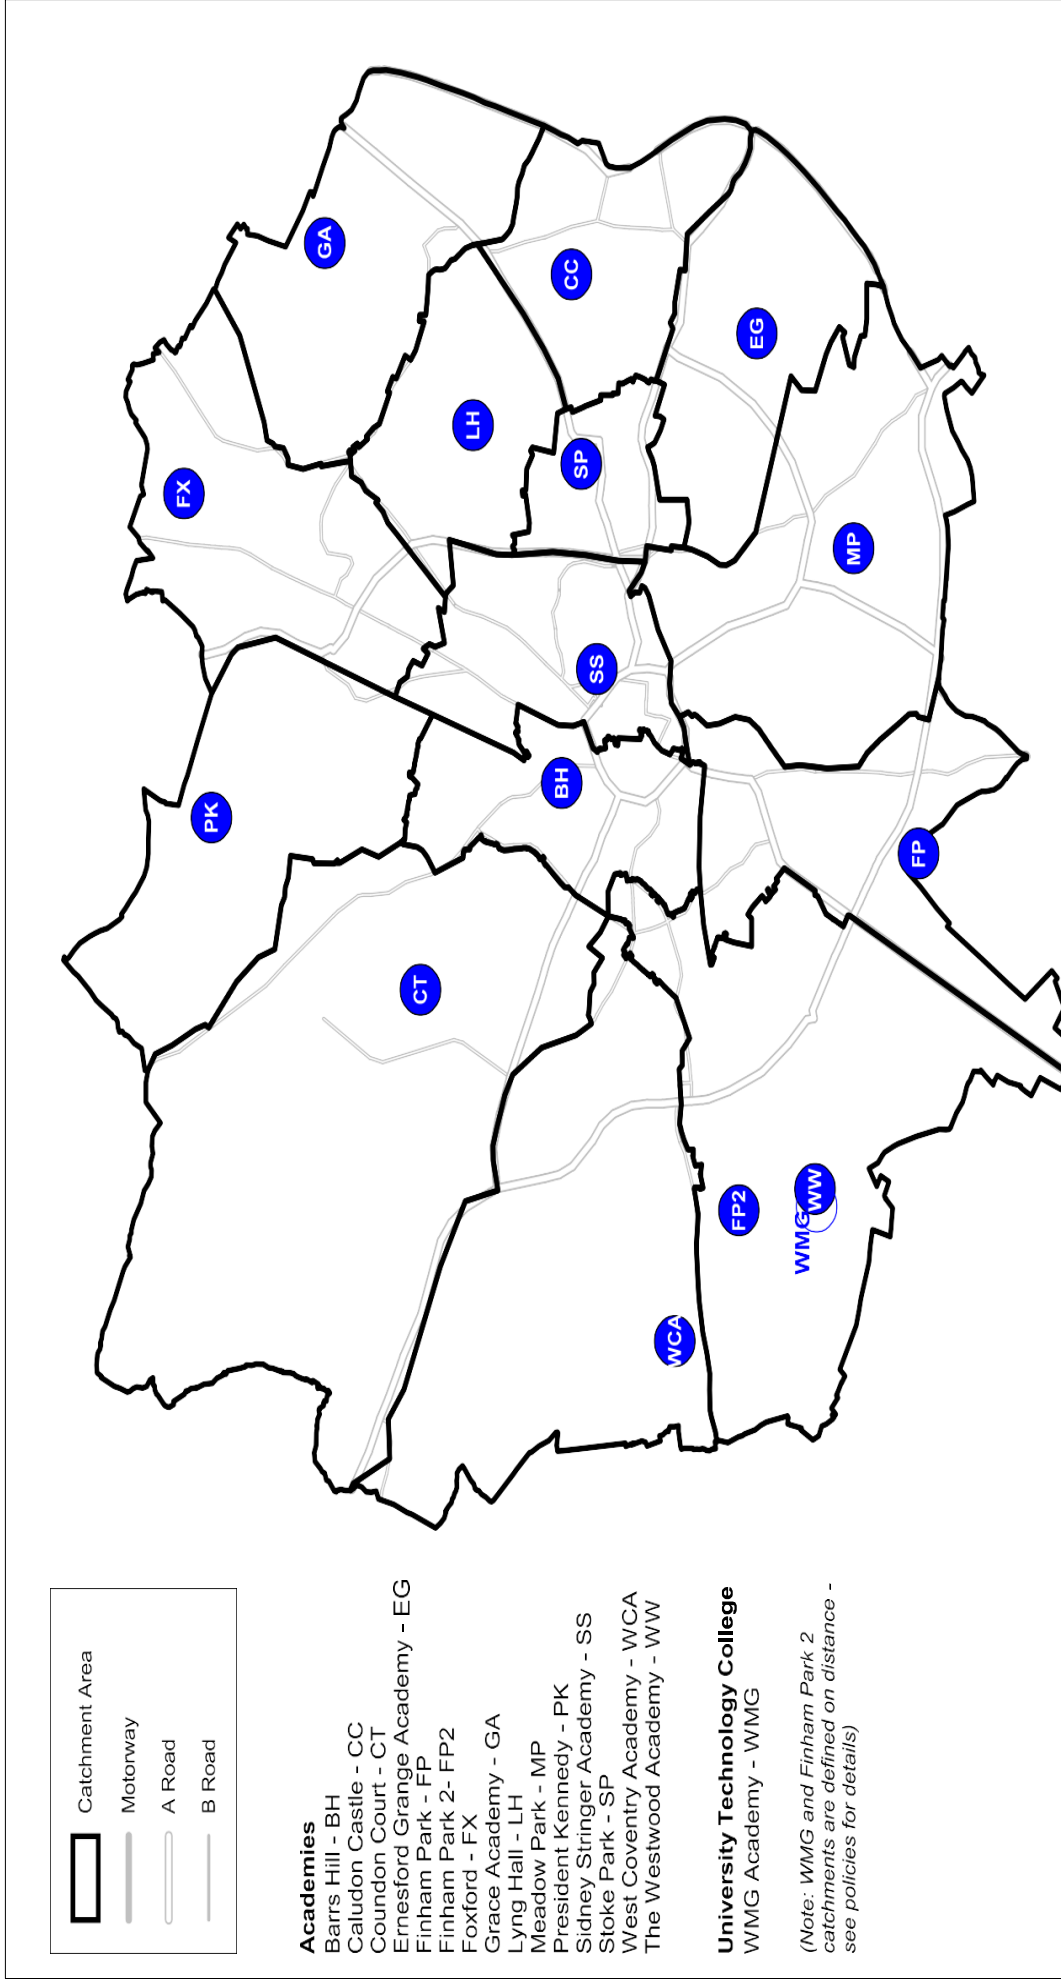 Catchment Area
Motorway
A Road
B Road
Academies
Barrs Hill - BH
Caludon Castle - CC
Coundon Court - CT
Ernesford Grange Academy - EG
Finham Park - FP
Finham Park 2- FP2
Foxford - FX
Grace Academy - GA
Lyng Hall - LH
Meadow Park - MP
President Kennedy - PK
Sidney Stringer Academy - SS
Stoke Park - SP
West Coventry Academy - WCA
The Westwood Academy - WW
University Technology College
WMG Academy - WMG
(Note: WMG and Finham Park 2
catchments are defined on distance -
see policies for details)
PK
FX
GA
CT
LH
BH
CC
SP
SS
WCA
FP2
EG
WMG
WW
MP
FP